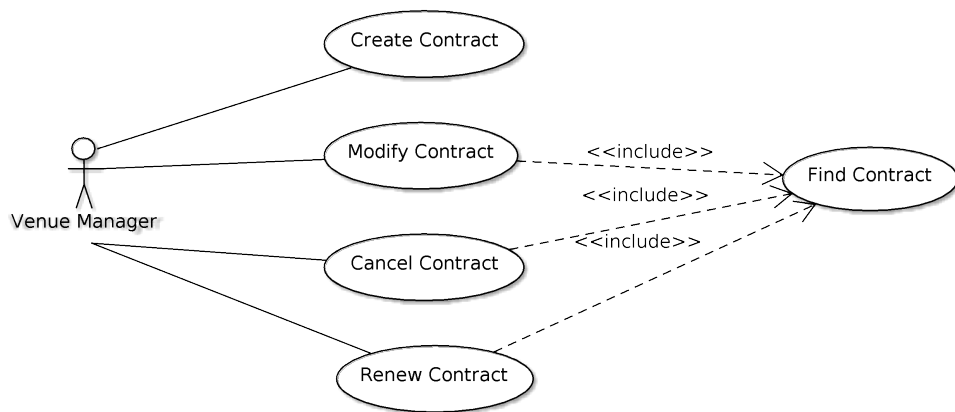 Create Contract
Modify Contract
<<include>>
Find Contract
<<include>>
Venue Manager
<<include>>
Cancel Contract
Renew Contract